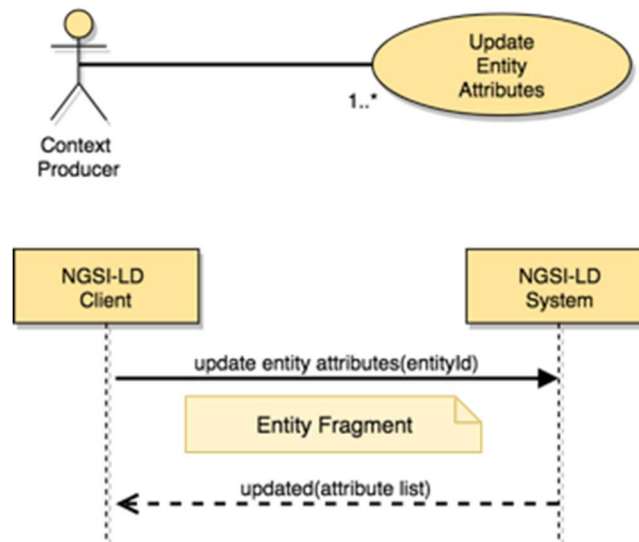 Update
Entity
Attributes
1..*
Context
Producer
NGSI-LD
Client
NGSI-LD
System
update entity attributes(entityId)
Entity Fragment
updated(attribute list)